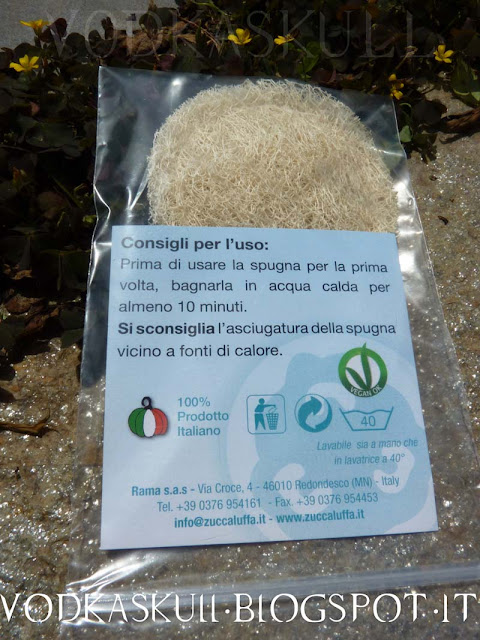 VODKASKULL
Consigli per l'uso:
Prima di usare la spugna per la prima
volta, bagnarla in acqua calda per
almeno 10 minuti.
Si sconsiglia l'asciugatura della spugna
vicino a fonti di calore.
VEGAN OK
100%
Prodotto
Italiano
40
Lavabile sia a mano che
in lavatrice a 40°
Rama s.a.s - Via Croce, 4 - 46010 Redondesco (MN) - Italy
Tel. +39 0376 954161 - Fax. +39 0376 954453
info@zuccaluffa.it - www.zuccaluffa.it
VODKASKULL.BLOGSPOT.IT